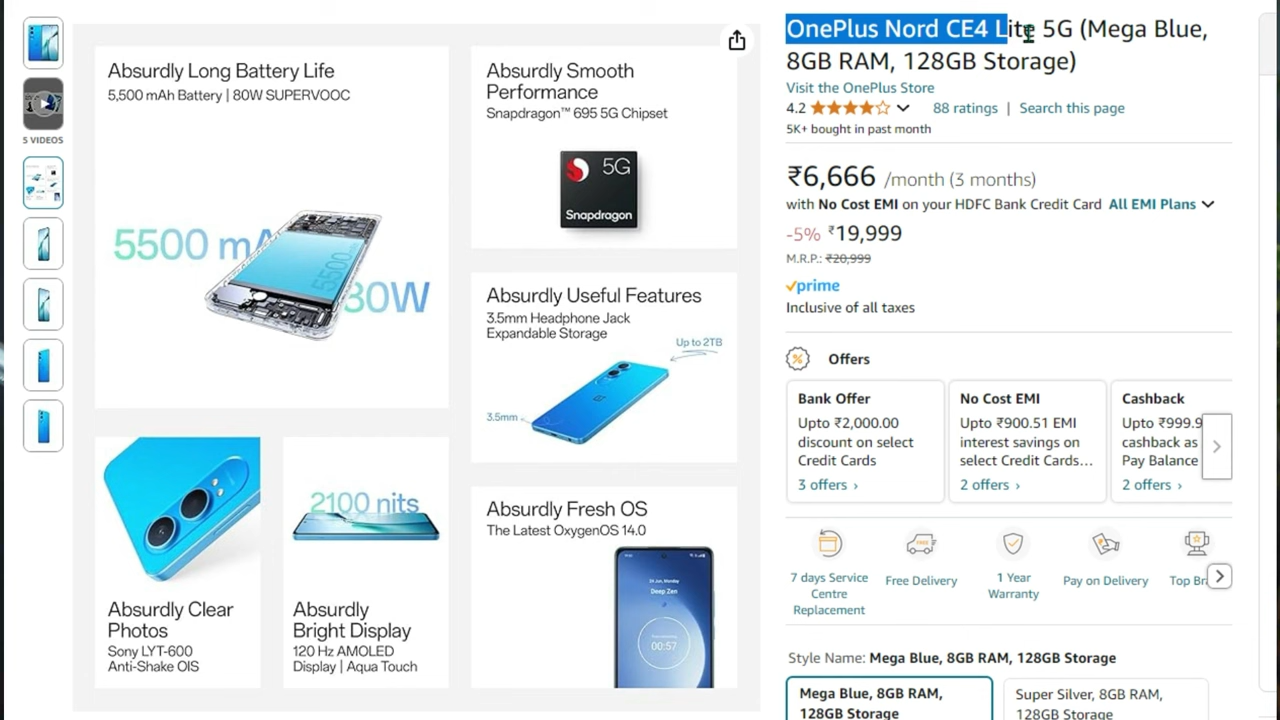 5 VIDEOS
Absurdly Long Battery Life
5,500 mAh Battery | 80W SUPERVOOC
5500 mA
5500
80W
Absurdly Smooth
Performance
Snapdragon™ 695 5G Chipset
5G
Snapdragon
Absurdly Useful Features
3.5mm Headphone Jack
Expandable Storage
Up to 2TB
3.5mm
Absurdly Clear
Photos
Sony LYT-600
Anti-Shake OIS
2100 nits
Absurdly
Bright Display
120 Hz AMOLED
Display | Aqua Touch
Absurdly Fresh OS
The Latest OxygenOS 14.0
24 Jun, Monday
Deep Zen
00:57
OnePlus Nord CE4 Lite 5G (Mega Blue,
8GB RAM, 128GB Storage)
Visit the OnePlus Store
4.2 88 ratings | Search this page
5K+ bought in past month
₹6,666 /month (3 months)
with No Cost EMI on your HDFC Bank Credit Card All EMI Plans
-5% ₹19,999
M.R.P.: ₹20,999
prime
Inclusive of all taxes
Offers
Bank Offer
Upto ₹2,000.00
discount on select
Credit Cards
3 offers ›
No Cost EMI
Upto ₹900.51 EMI
interest savings on
select Credit Cards…
2 offers ›
Cashback
Upto ₹999.9
cashback as
Pay Balance
2 offers ›
7 days Service
Centre
Replacement
FREE
Free Delivery
1 Year
Warranty
Pay on Delivery
Top Br
Style Name: Mega Blue, 8GB RAM, 128GB Storage
Mega Blue, 8GB RAM,
128GB Storage
Super Silver, 8GB RAM,
128GB Storage